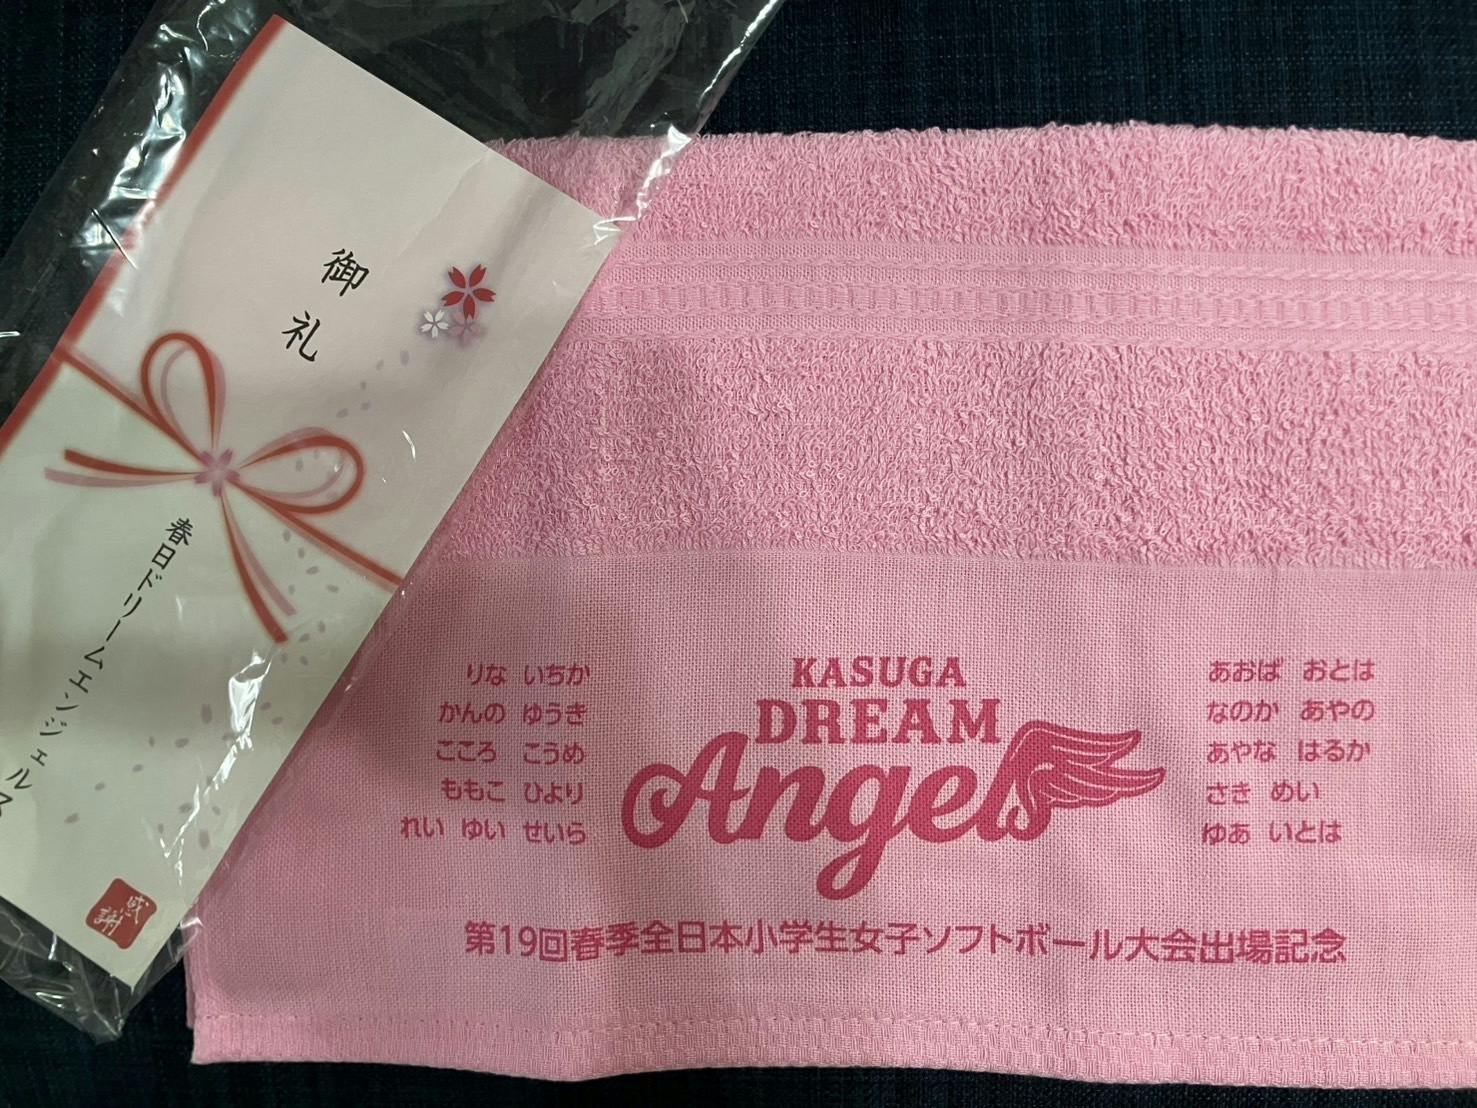 御礼
春日ドリームエンジェルス
感謝
りな いちか
かんの ゆうき
こころ こうめ
ももこ ひより
れい ゆい せいら
KASUGA
DREAM
Angels
あおば おとは
なのか あやの
あやな はるか
さき めい
ゆあ いとは
第19回春季全日本小学生女子ソフトボール大会出場記念